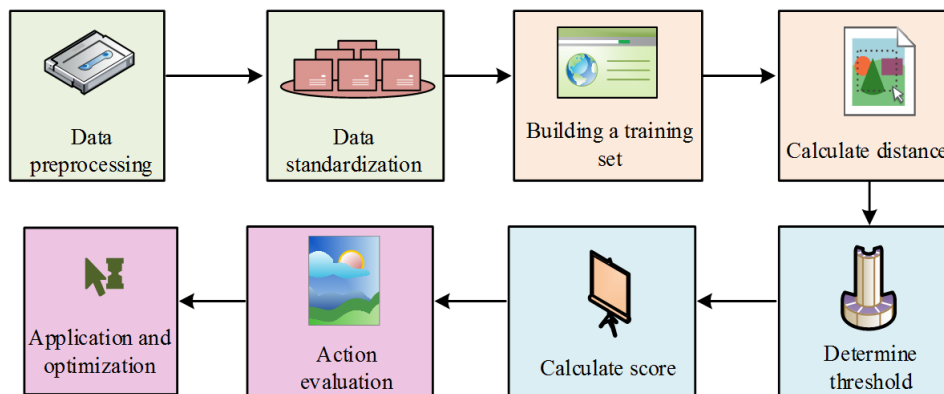 Data
preprocessing
Data
standardization
Building a training
set
Calculate distance
Application and
optimization
Action
evaluation
Calculate score
Determine
threshold